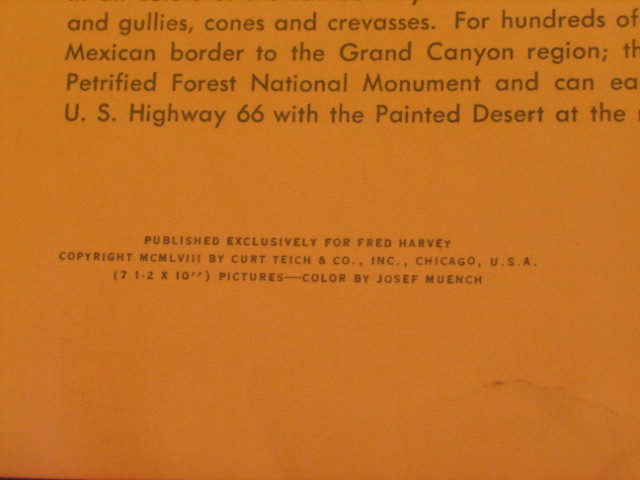 and gullies, cones and crevasses. For hundreds of
Mexican border to the Grand Canyon region;
Petrified Forest National Monument and can
U. S. Highway 66 with the Painted Desert at the
PUBLISHED EXCLUSIVELY FOR FRED HARVEY
COPYRIGHT MCMLVIII BY CURT TEICH & CO., INC., CHICAGO, U.S.A.
(7 1-2 X 10") PICTURES—COLOR BY JOSEF MUENCH